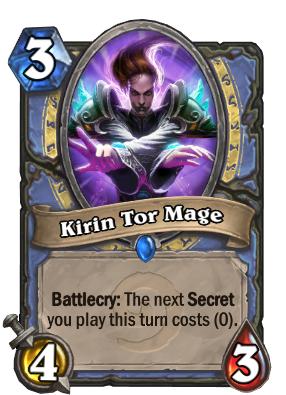 3
Kirin Tor Mage
Battlecry: The next Secret
you play this turn costs (0).
4
3